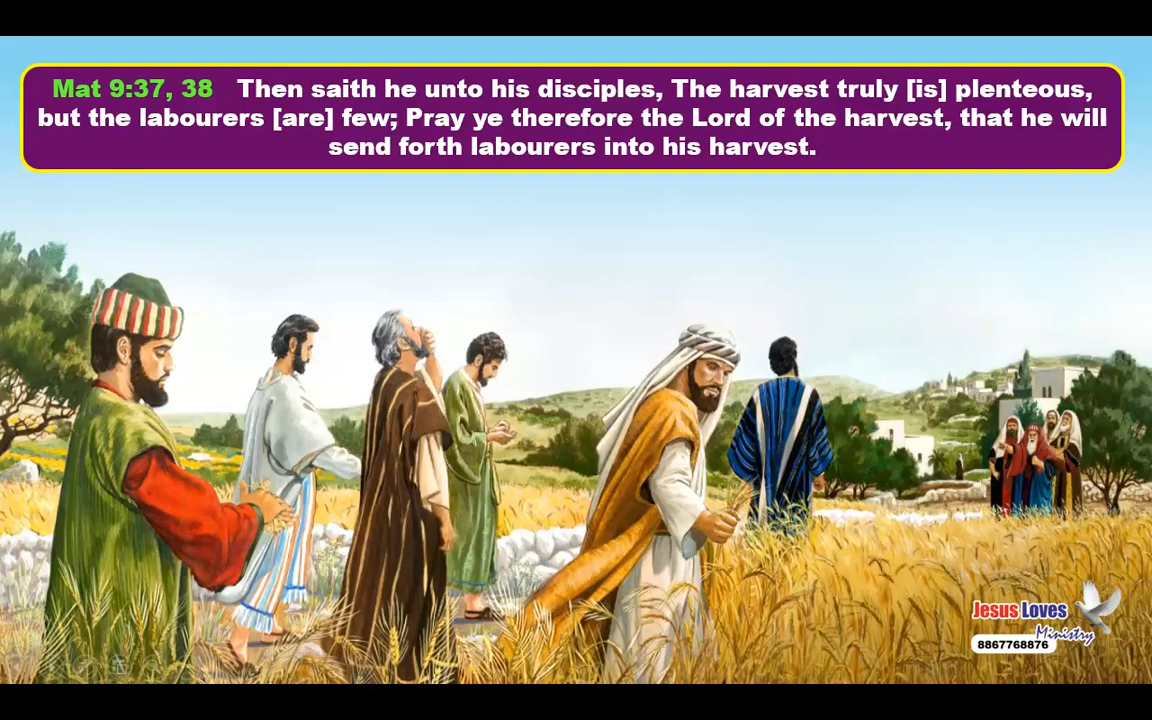 Mat 9:37, 38 Then saith he unto his disciples, The harvest truly [is] plenteous,
but the labourers [are] few; Pray ye therefore the Lord of the harvest, that he will
send forth labourers into his harvest.
Jesus Loves
Ministry
8867768876